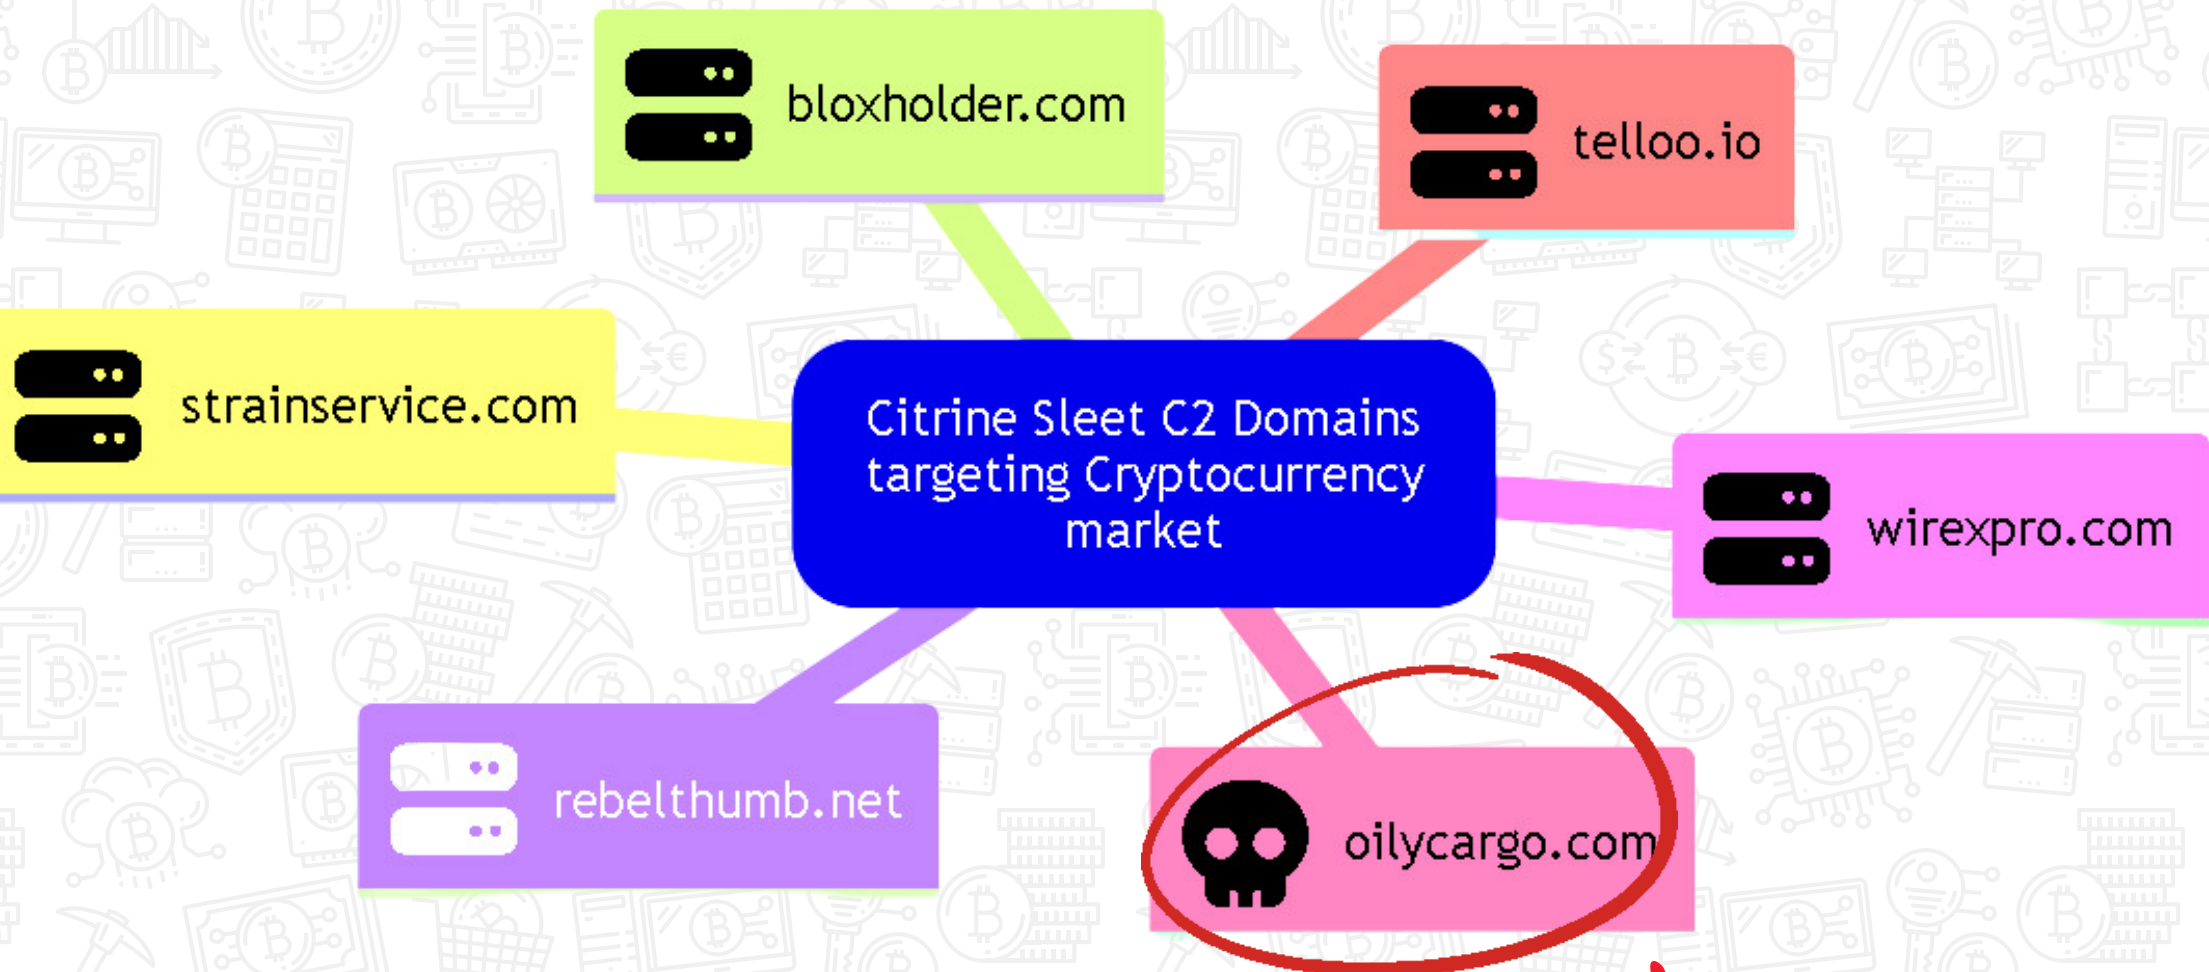 bloxholder.com
telloo.io
strainservice.com
Citrine Sleet C2 Domains
targeting Cryptocurrency
market
wirexpro.com
rebelthumb.net
oilycargo.com